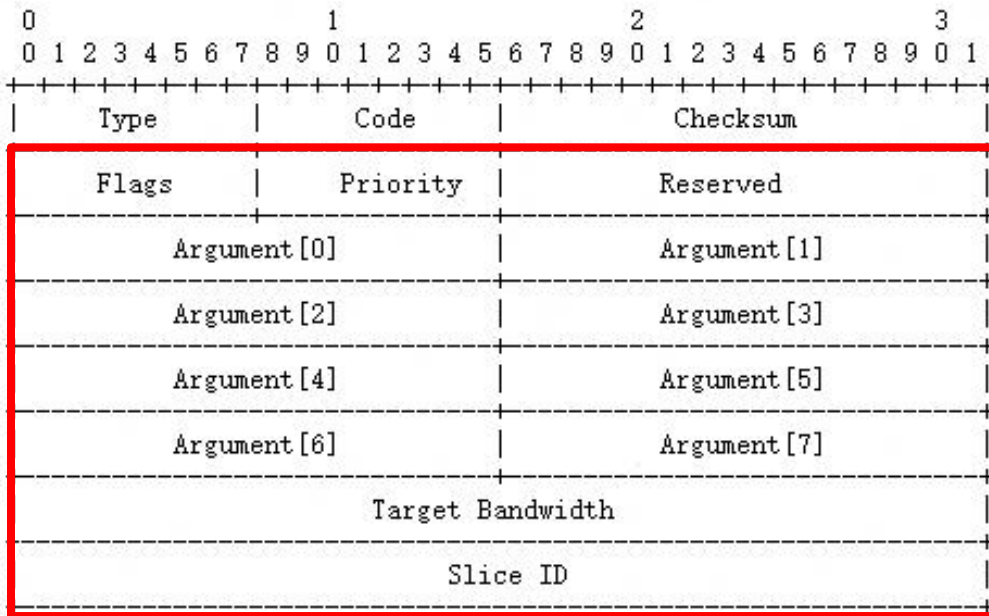 0 1 2 3
0 1 2 3 4 5 6 7 8 9 0 1 2 3 4 5 6 7 8 9 0 1 2 3 4 5 6 7 8 9 0 1
Type | Code | Checksum
Flags | Priority | Reserved
Argument[0] | Argument[1]
Argument[2] | Argument[3]
Argument[4] | Argument[5]
Argument[6] | Argument[7]
Target Bandwidth
Slice ID